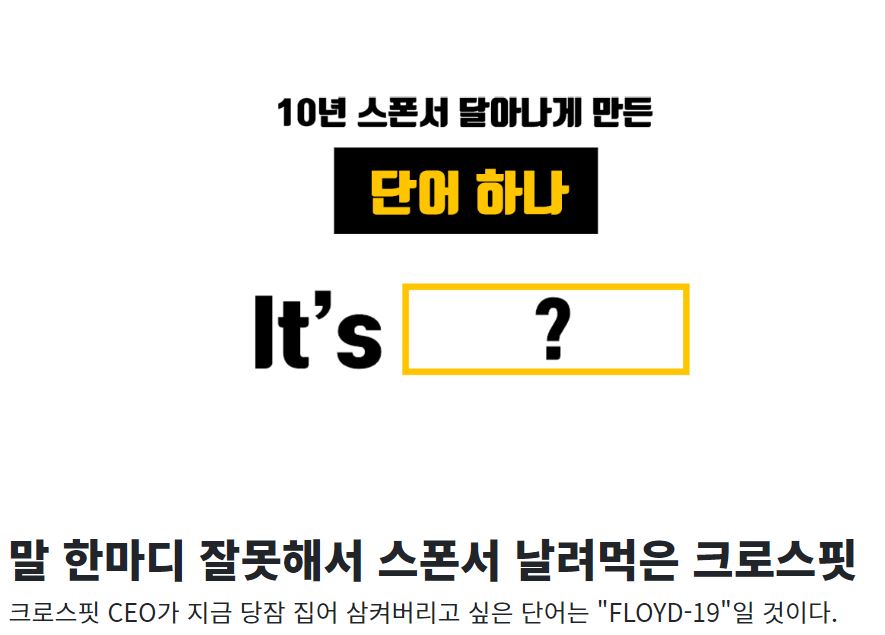 10년 스폰서 달아나게 만든
단어 하나
It's ?
말 한마디 잘못해서 스폰서 날려먹은 크로스핏
크로스핏 CEO가 지금 당잠 집어 삼켜버리고 싶은 단어는 "FLOYD-19"일 것이다.